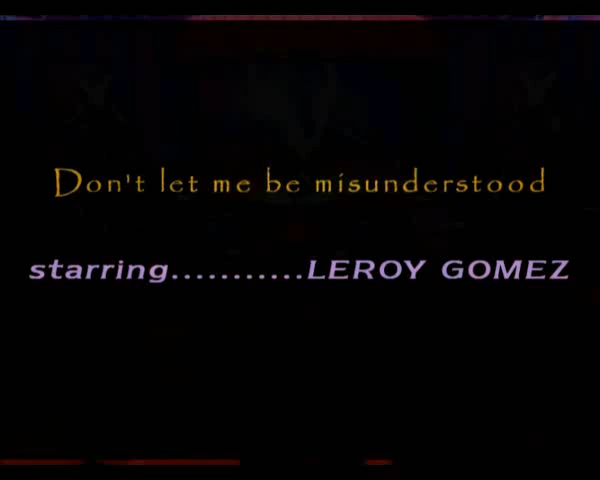 Don't let me be misunderstood
starring...........LEROY GOMEZ